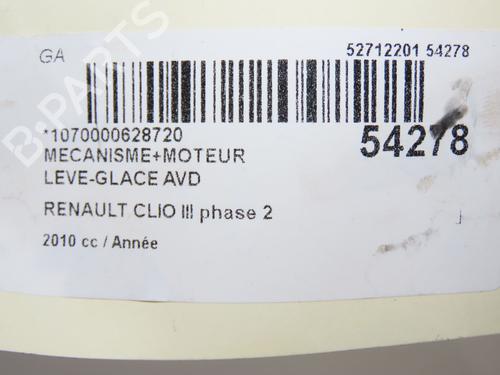 GA
52712201 54278
*1070000628720
54278
MECANISME+MOTEUR
LEVE-GLACE AVD
RENAULT CLIO III phase 2
2010 cc / Année
B-PARTS